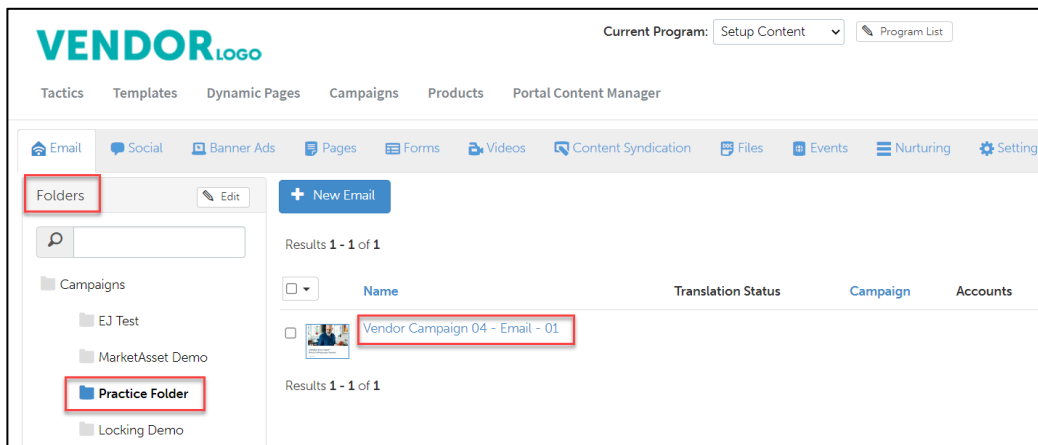 VENDOR LOGO
Current Program: Setup Content Program List
Tactics Templates Dynamic Pages Campaigns Products Portal Content Manager
Email Social Banner Ads Pages Forms Videos Content Syndication Files Events Nurturing Setting
Folders Edit
+ New Email
Results 1 - 1 of 1
Campaigns
Name Translation Status Campaign Accounts
EJ Test
Vendor Campaign 04 - Email - 01
MarketAsset Demo
Practice Folder
Results 1 - 1 of 1
Locking Demo